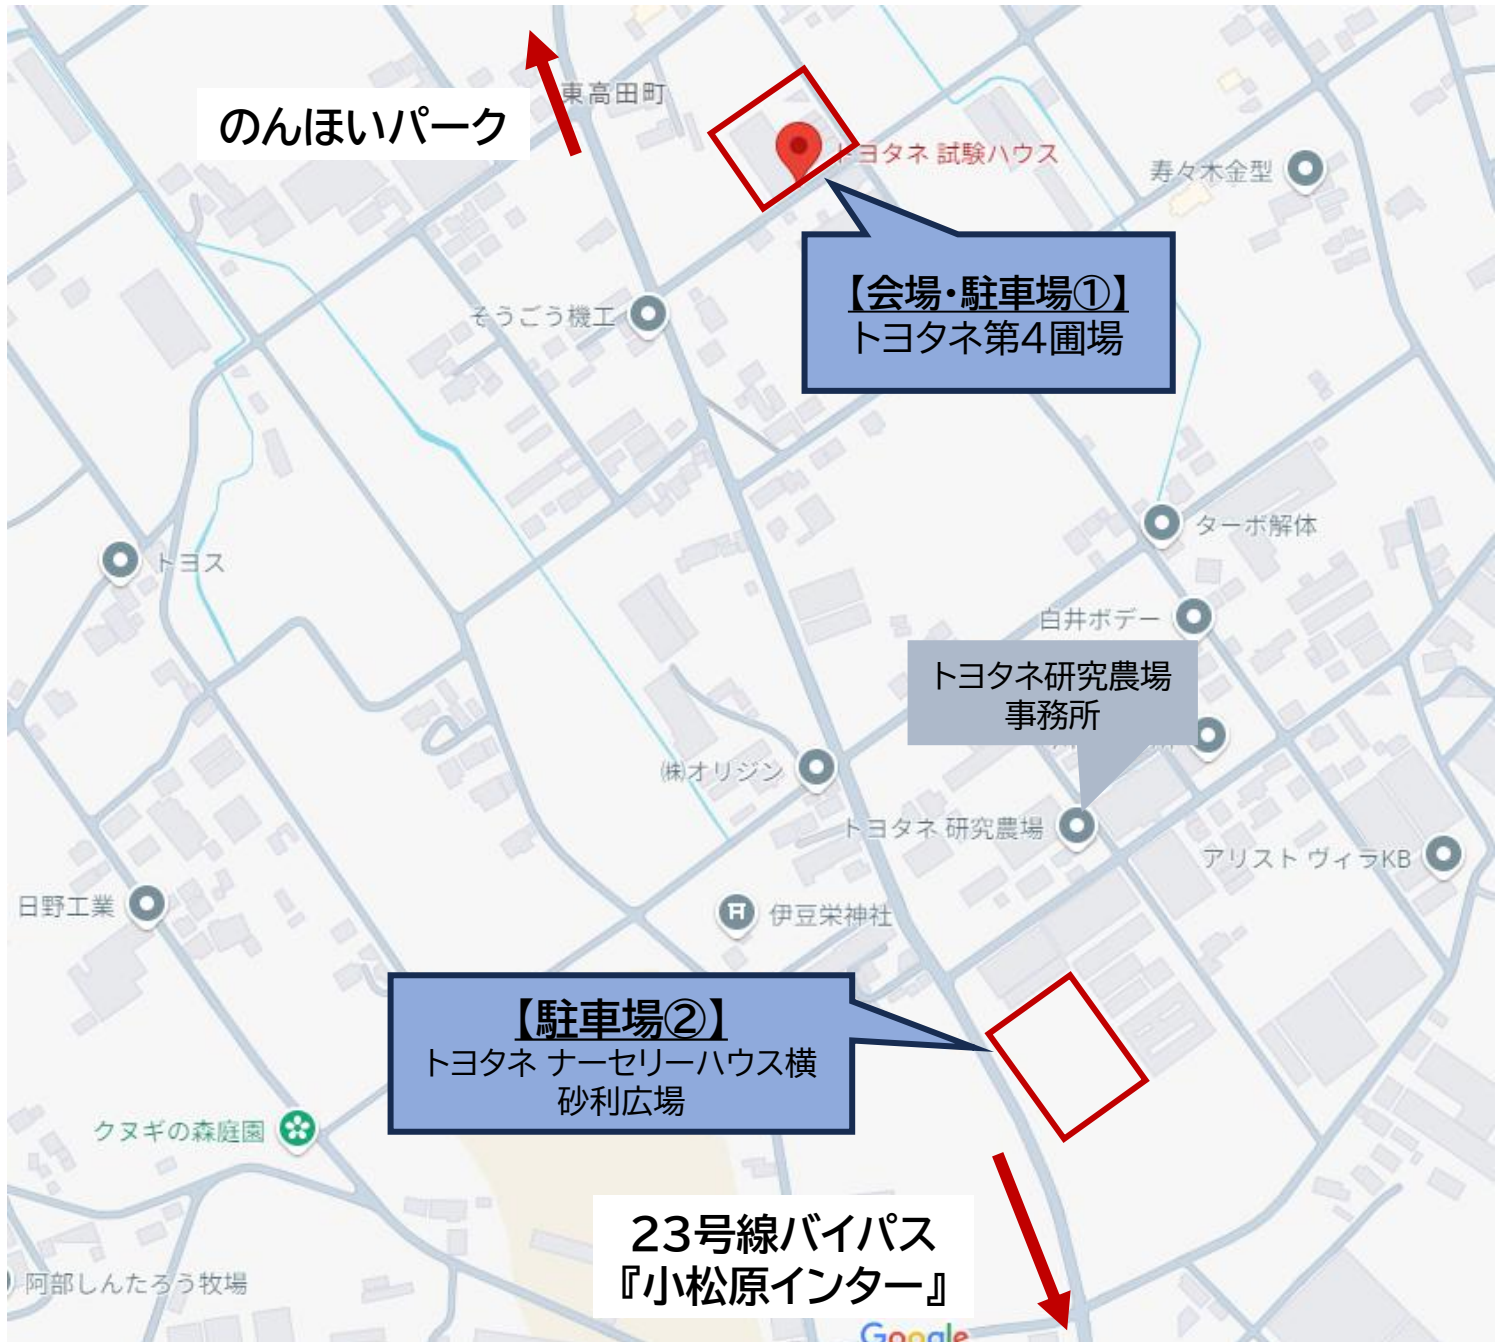 東高田町
のんほいパーク
トヨタネ 試験ハウス
寿々木金型
【会場・駐車場①】
トヨタネ第4圃場
そうごう機工
ターボ解体
トヨス
白井ボデー
トヨタネ研究農場
事務所
㈱オリジン
トヨタネ 研究農場
アリスト ヴィラKB
日野工業
伊豆栄神社
【駐車場②】
トヨタネ ナーセリーハウス横
砂利広場
クヌギの森庭園
23号線バイパス
『小松原インター』
阿部しんたろう牧場
Google